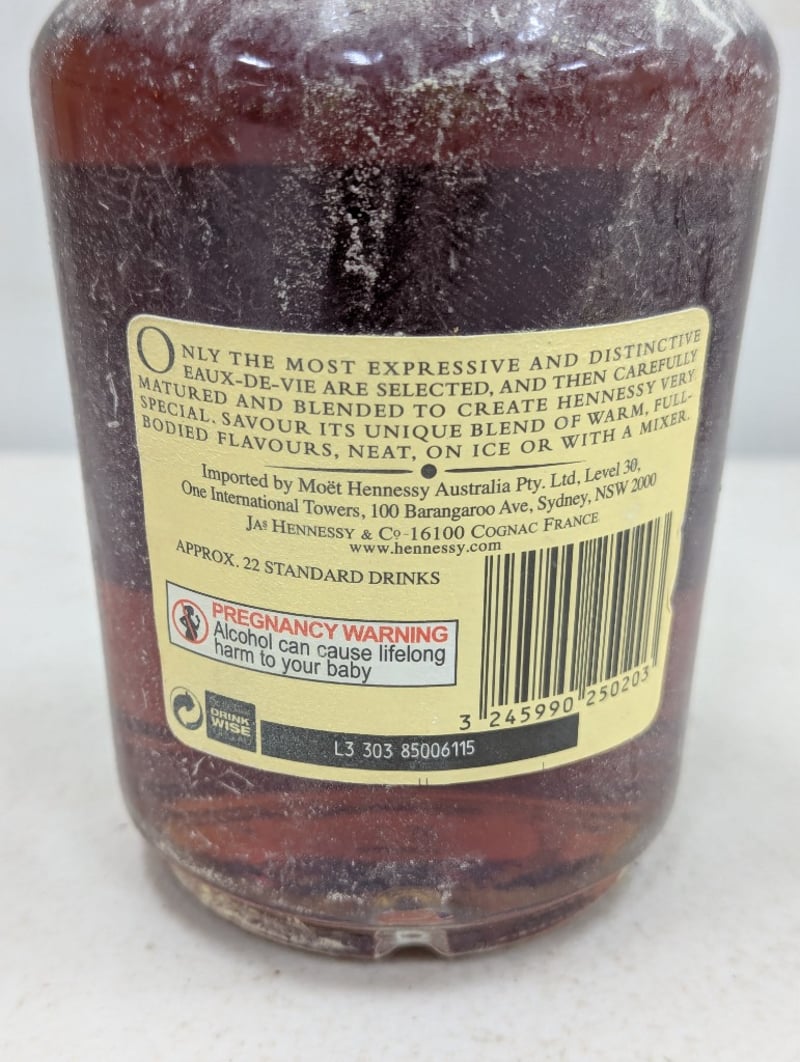 ONLY THE MOST EXPRESSIVE AND DISTINCTIVE
EAUX-DE-VIE ARE SELECTED, AND THEN CAREFULLY
MATURED AND BLENDED TO CREATE HENNESSY VERY
SPECIAL. SAVOUR ITS UNIQUE BLEND OF WARM, FULL-
BODIED FLAVOURS, NEAT, ON ICE OR WITH A MIXER.
Imported by Moët Hennessy Australia Pty. Ltd, Level 30,
One International Towers, 100 Barangaroo Ave, Sydney, NSW 2000
JAS HENNESSY & Cº - 16100 COGNAC FRANCE
www.hennessy.com
APPROX. 22 STANDARD DRINKS
PREGNANCY WARNING
Alcohol can cause lifelong
harm to your baby
3 245990 250203
DRINK
WISE
L3 303 85006115